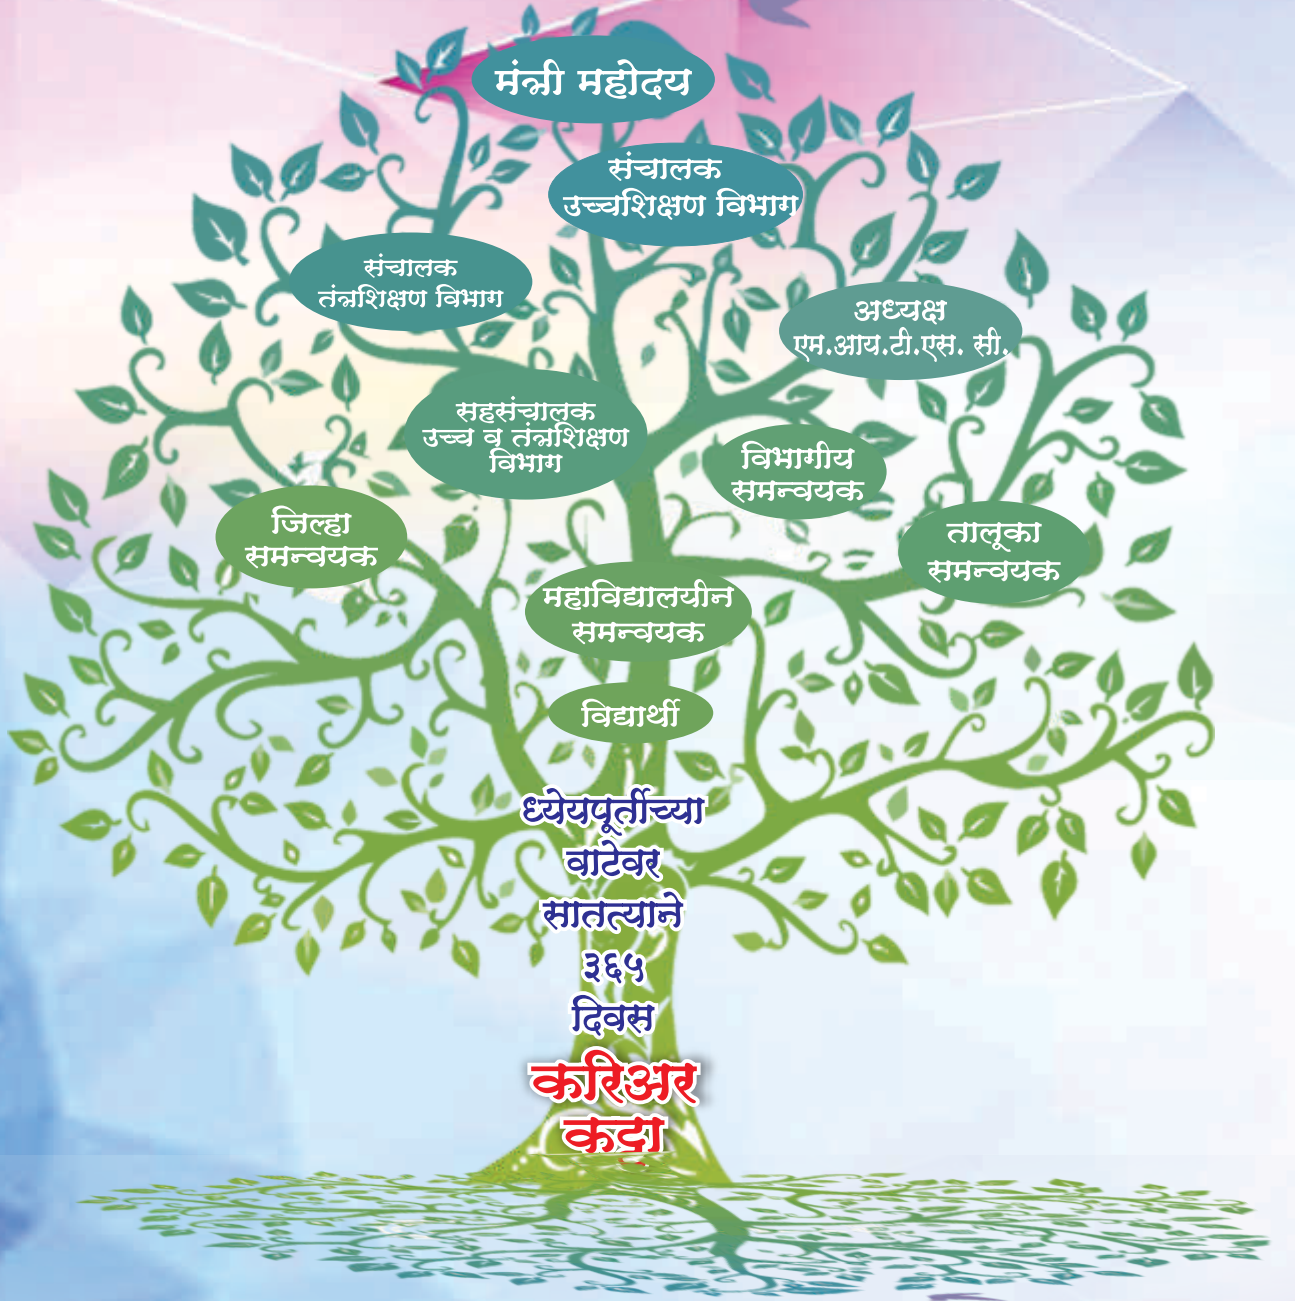 मंत्री महोदय
संचालक
उच्चशिक्षण विभाग
संचालक
तंत्रशिक्षण विभाग
अध्यक्ष
एम.आय.टी.एस. सी.
सहसंचालक
उच्च व तंत्रशिक्षण
विभाग
विभागीय
समन्वयक
जिल्हा
समन्वयक
तालूका
समन्वयक
महाविद्यालयीन
समन्वयक
विद्यार्थी
ध्येयपूर्तीच्या
वाटेवर
सातत्याने
३६५
दिवस
करिअर
कट्टा